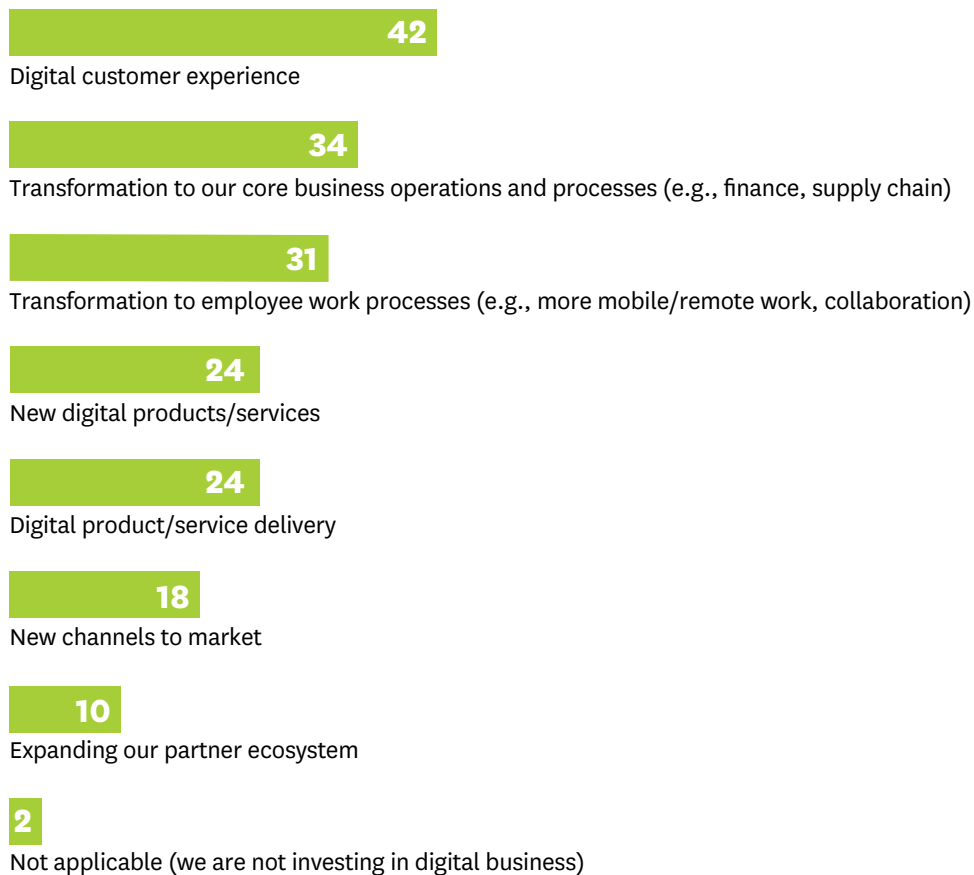 42
Digital customer experience
34
Transformation to our core business operations and processes (e.g., finance, supply chain)
31
Transformation to employee work processes (e.g., more mobile/remote work, collaboration)
24
New digital products/services
24
Digital product/service delivery
18
New channels to market
10
Expanding our partner ecosystem
2
Not applicable (we are not investing in digital business)